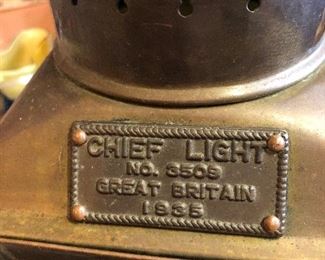 CHIEF LIGHT
NO. 3509
GREAT BRITAIN
1935